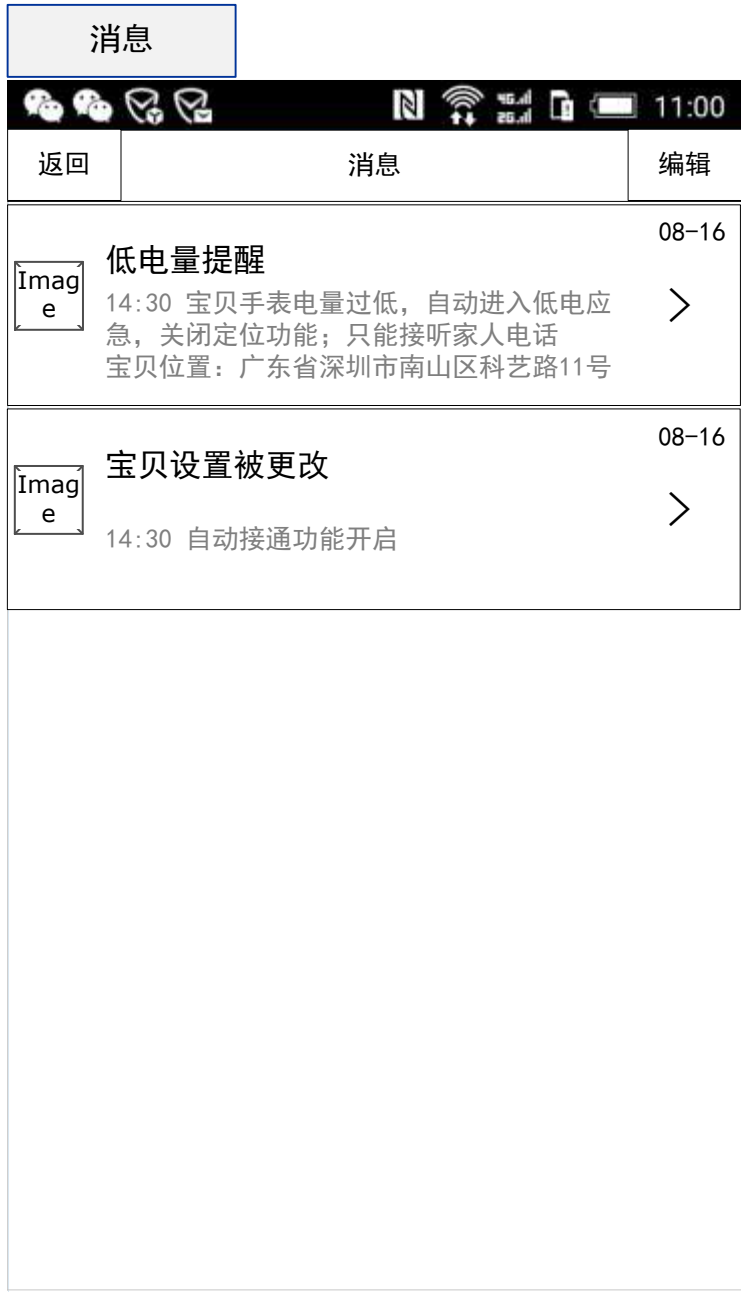 消息
4G 2G 11:00
返回 消息 编辑
08-16
低电量提醒
Imag
e
14:30 宝贝手表电量过低，自动进入低电应
急，关闭定位功能；只能接听家人电话
宝贝位置：广东省深圳市南山区科艺路11号
08-16
宝贝设置被更改
Imag
e
14:30 自动接通功能开启